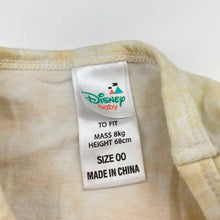 Disney
baby
TO FIT
MASS 8kg
HEIGHT 68cm
SIZE 00
MADE IN CHINA